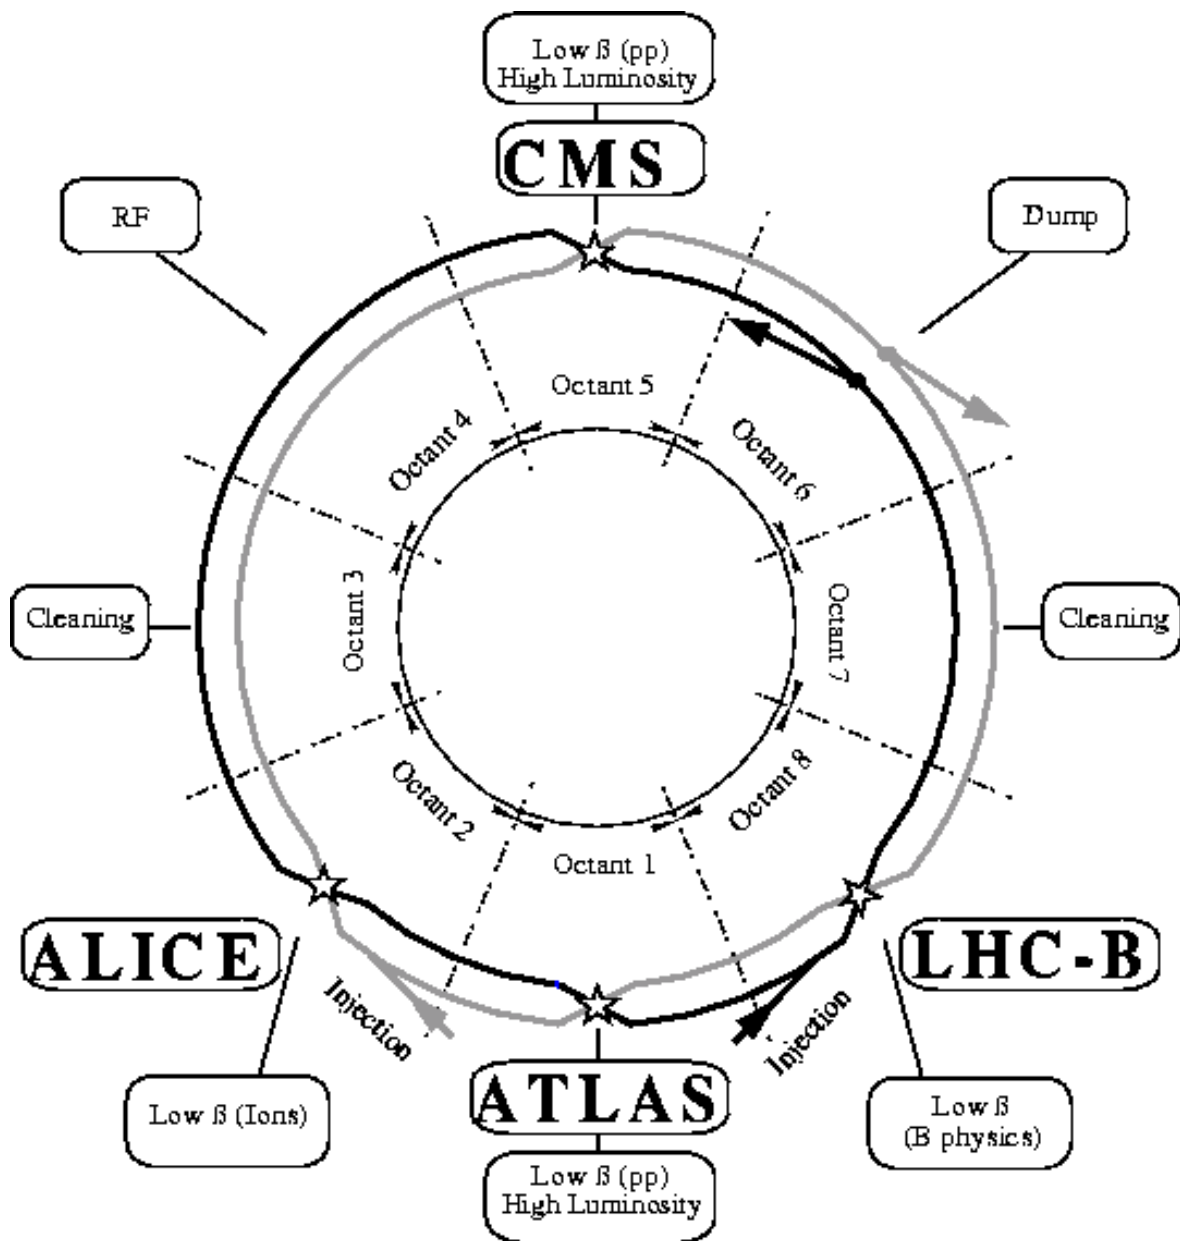 Low ß (pp)
High Luminosity
CMS
RF
Dump
Octant 5
Octant 4
Octant 6
Cleaning
Octant 3
Octant 7
Cleaning
Octant 2
Octant 8
Octant 1
ALICE
LHC-B
Injection
Injection
ATLAS
Low ß (Ions)
Low ß
(B physics)
Low ß (pp)
High Luminosity